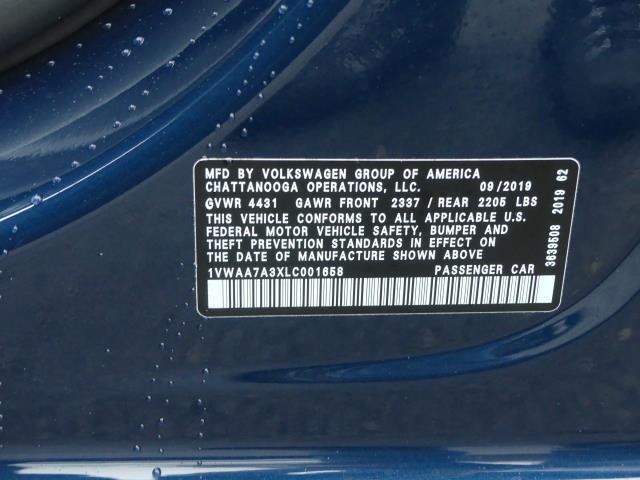 MFD BY VOLKSWAGEN GROUP OF AMERICA
CHATTANOOGA OPERATIONS, LLC. 09/2019
GVWR 4431 GAWR FRONT 2337 / REAR 2205 LBS
THIS VEHICLE CONFORMS TO ALL APPLICABLE U.S.
FEDERAL MOTOR VEHICLE SAFETY, BUMPER AND
THEFT PREVENTION STANDARDS IN EFFECT ON
THE DATE OF MANUFACTURE SHOWN ABOVE
1VWAA7A3XLC001658 PASSENGER CAR
3639508 2019 62